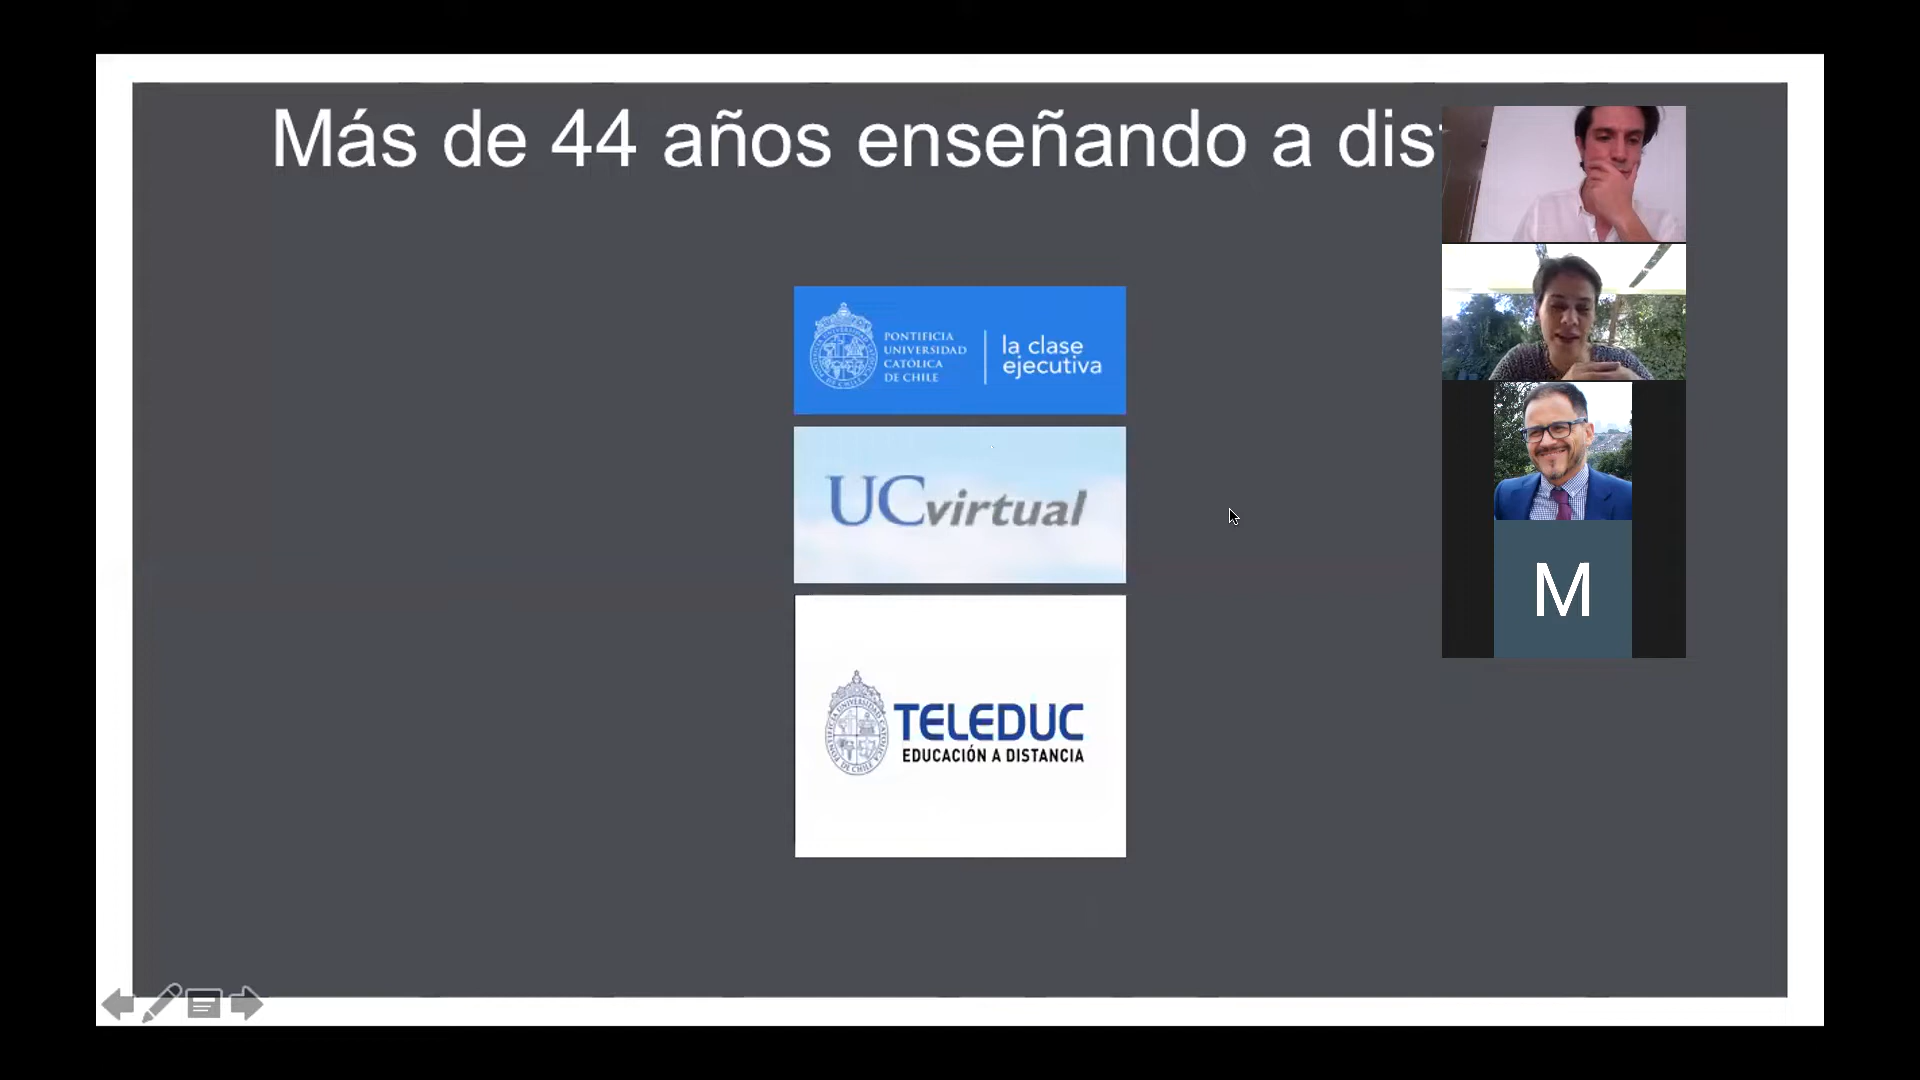 Más de 44 años enseñando a dis
PONTIFICIA
UNIVERSIDAD
CATÓLICA
DE CHILE
la clase
ejecutiva
UCvirtual
TELEDUC
EDUCACIÓN A DISTANCIA
M